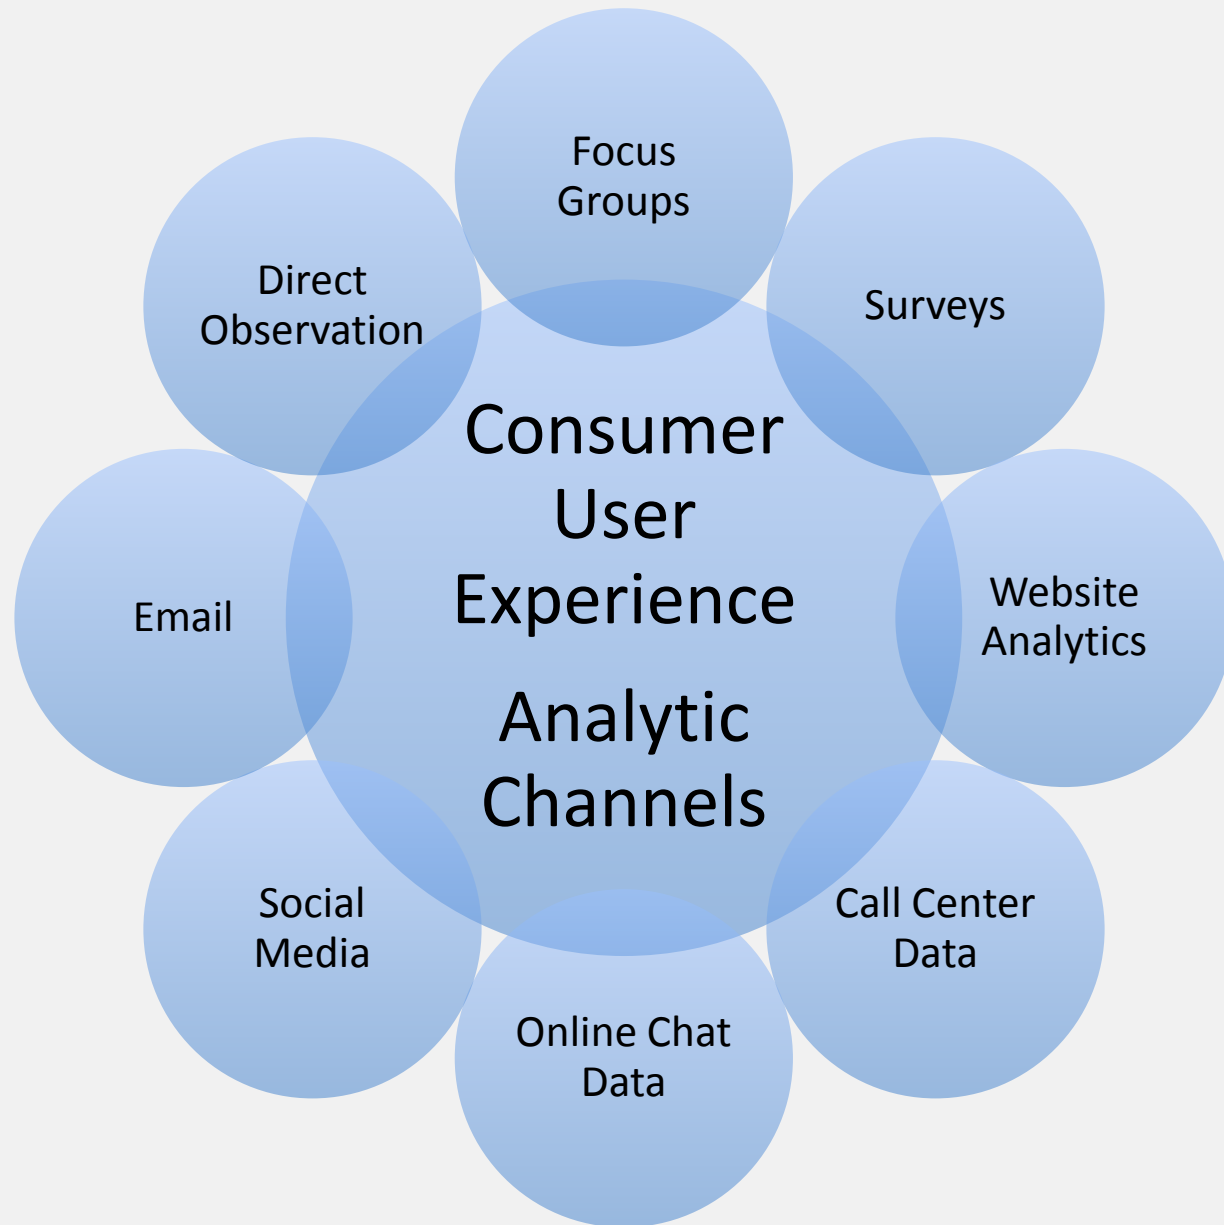 Focus
Groups
Direct
Observation
Surveys
Consumer
User
Experience
Analytic
Channels
Email
Website
Analytics
Social
Media
Call Center
Data
Online Chat
Data